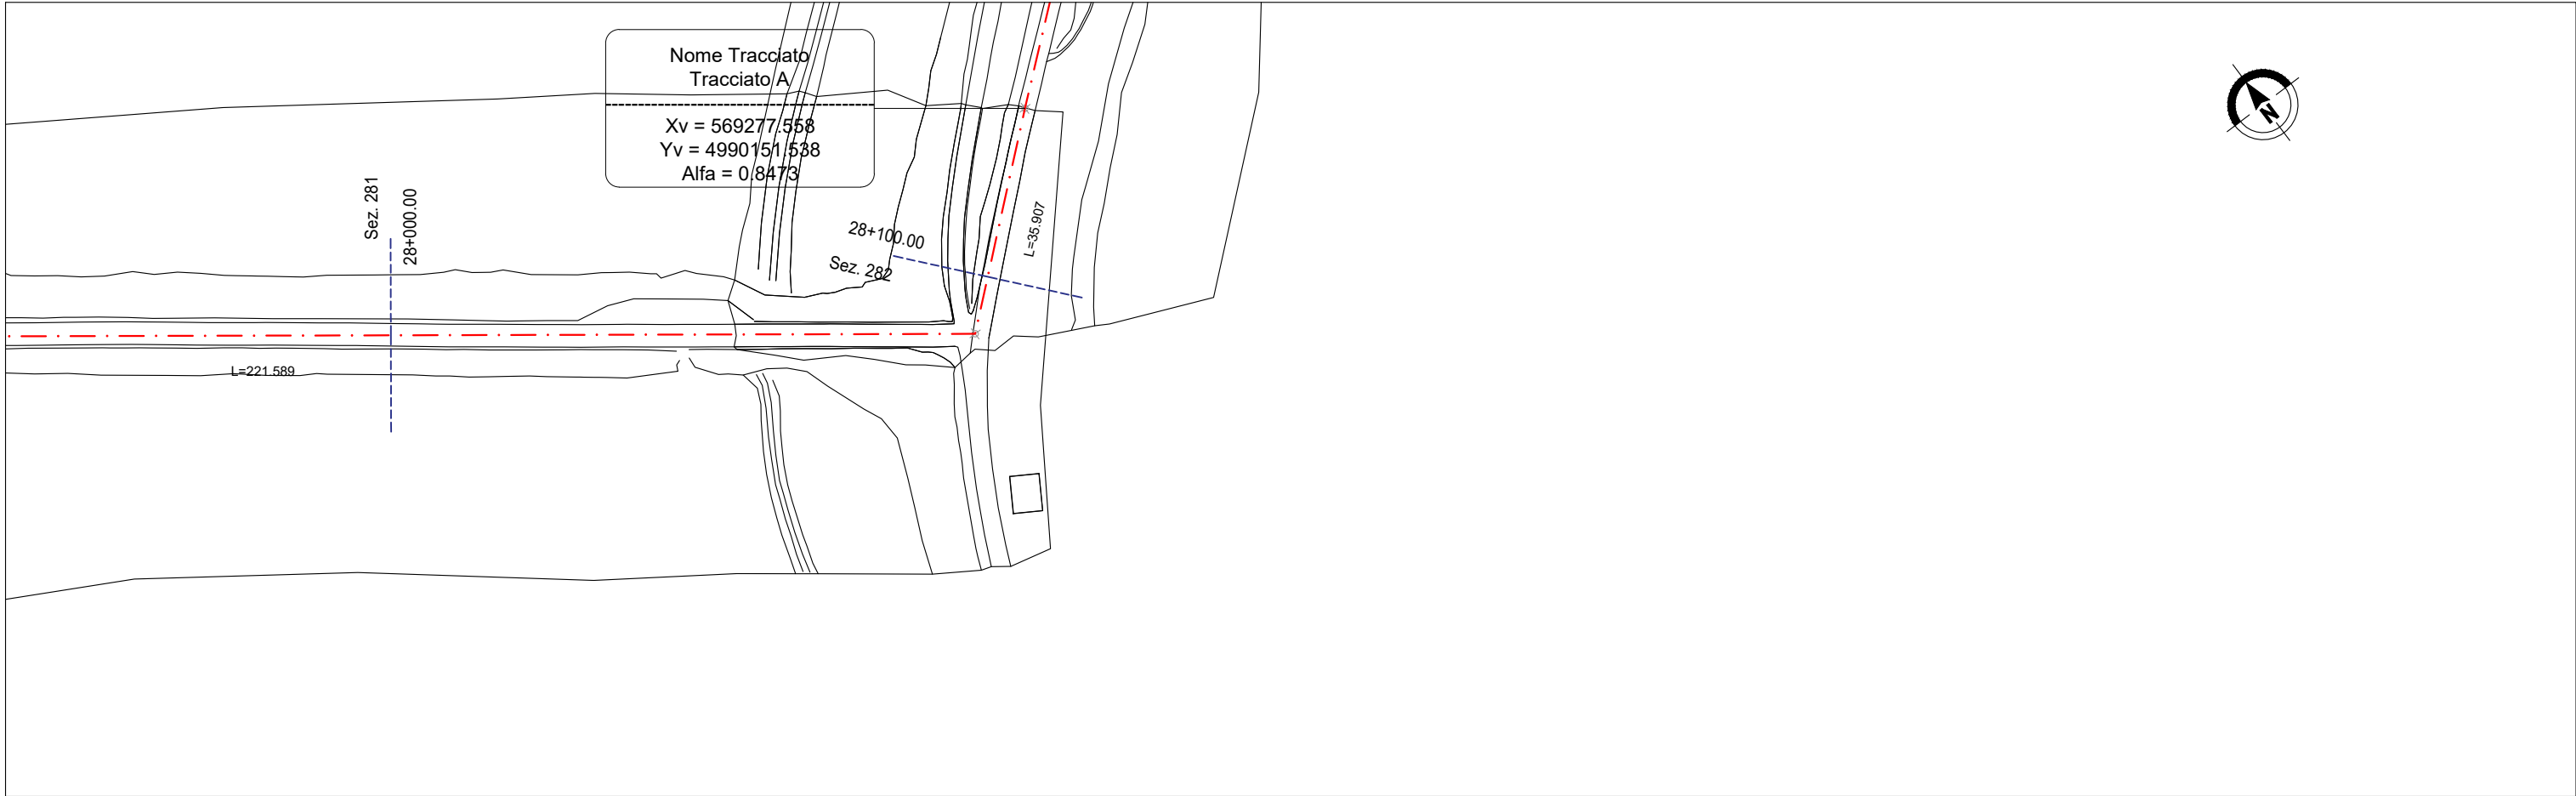 Nome Tracciato
Tracciato A
Xv = 569277.558
Yv = 4990151.538
Alfa = 0.8473
N
Sez. 281
28+000.00
28+100.00
Sez. 282
L=35.907
L=221.589